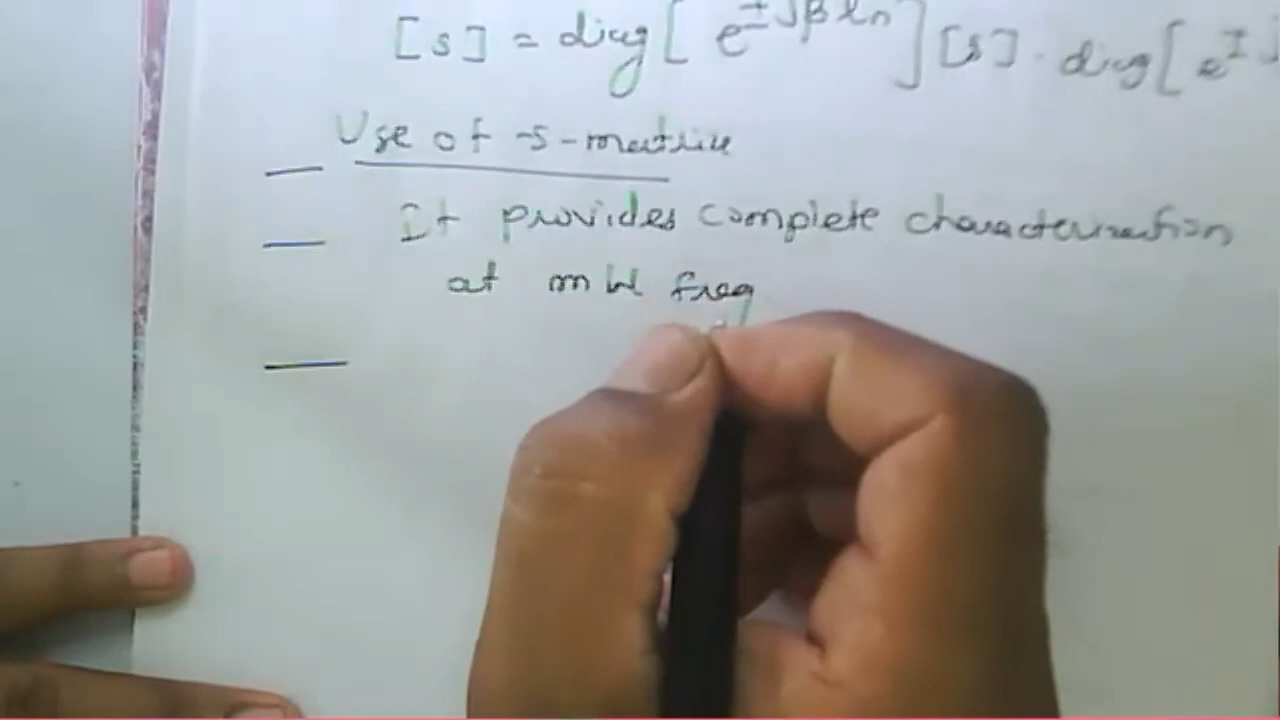 [s] = diag[ e^±jβln ] [s] . diag[ e^±j
Use of -s-matrix
It provides complete characterization
at mW freq